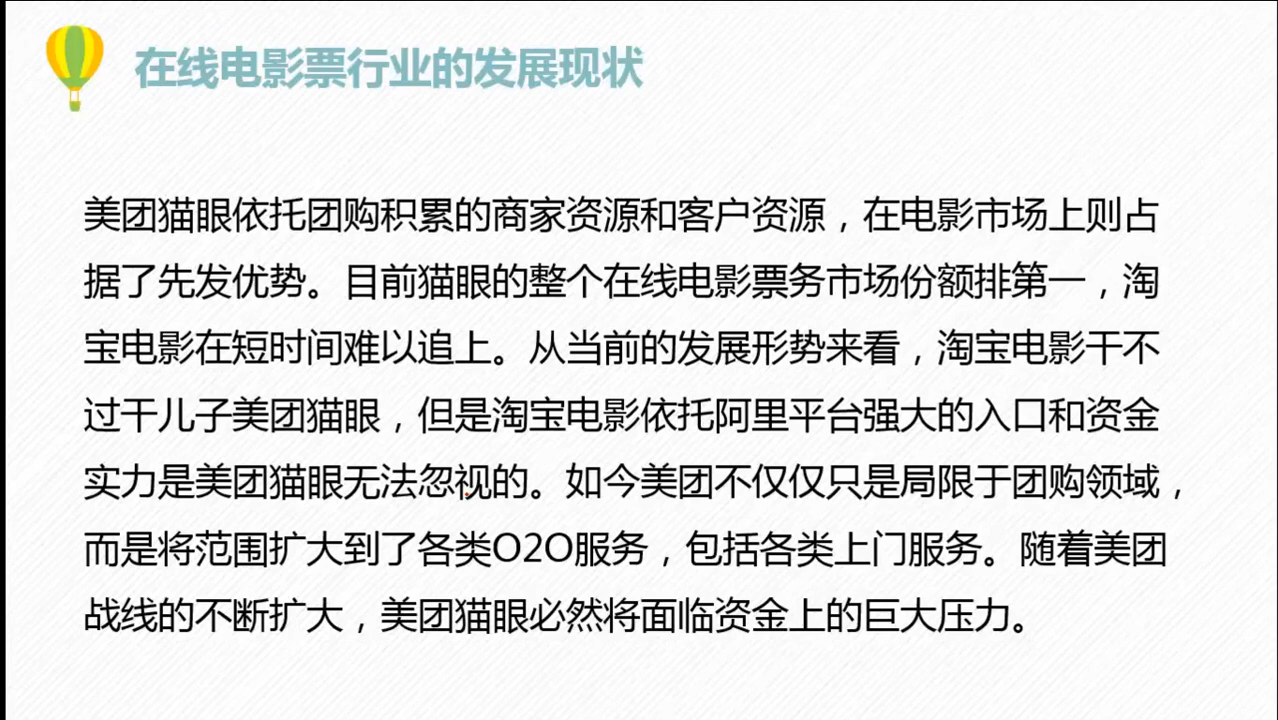 在线电影票行业的发展现状
美团猫眼依托团购积累的商家资源和客户资源，在电影市场上则占
据了先发优势。目前猫眼的整个在线电影票务市场份额排第一，淘
宝电影在短时间难以追上。从当前的发展形势来看，淘宝电影干不
过干儿子美团猫眼，但是淘宝电影依托阿里平台强大的入口和资金
实力是美团猫眼无法忽视的。如今美团不仅仅只是局限于团购领域，
而是将范围扩大到了各类O2O服务，包括各类上门服务。随着美团
战线的不断扩大，美团猫眼必然将面临资金上的巨大压力。